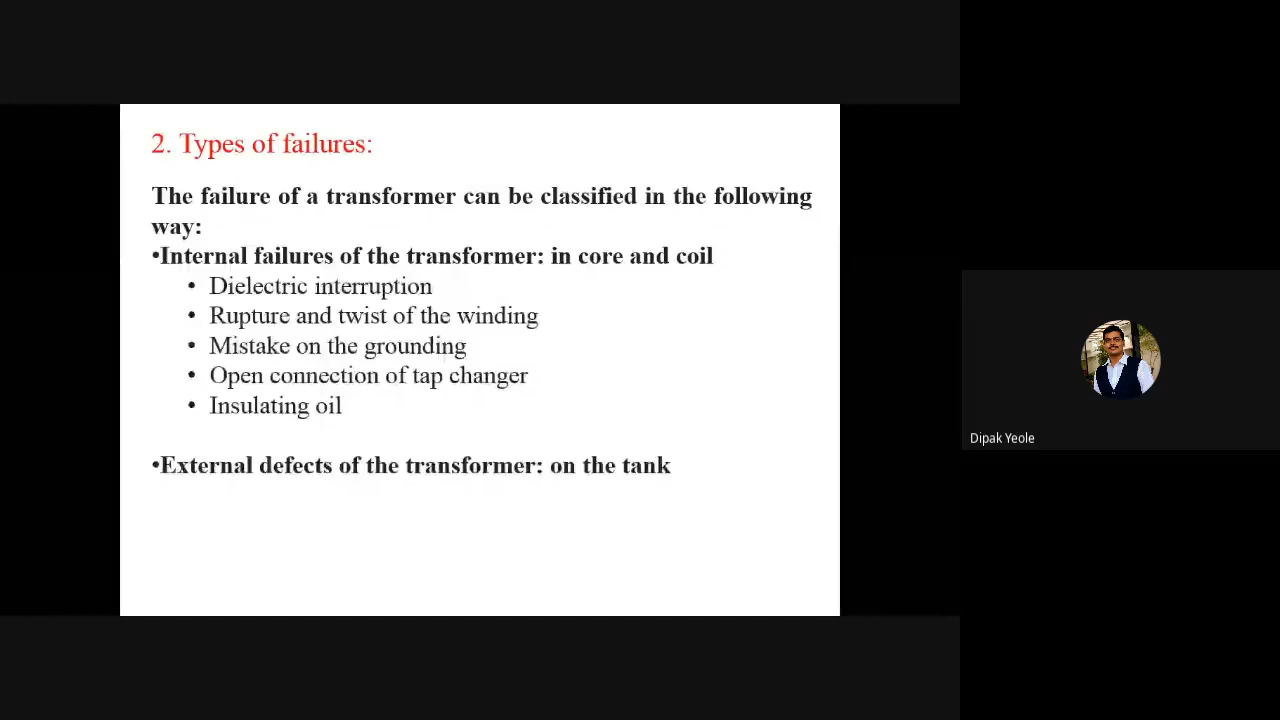 2. Types of failures:
The failure of a transformer can be classified in the following
way:
•Internal failures of the transformer: in core and coil
• Dielectric interruption
• Rupture and twist of the winding
• Mistake on the grounding
• Open connection of tap changer
• Insulating oil
•External defects of the transformer: on the tank
Dipak Yeole